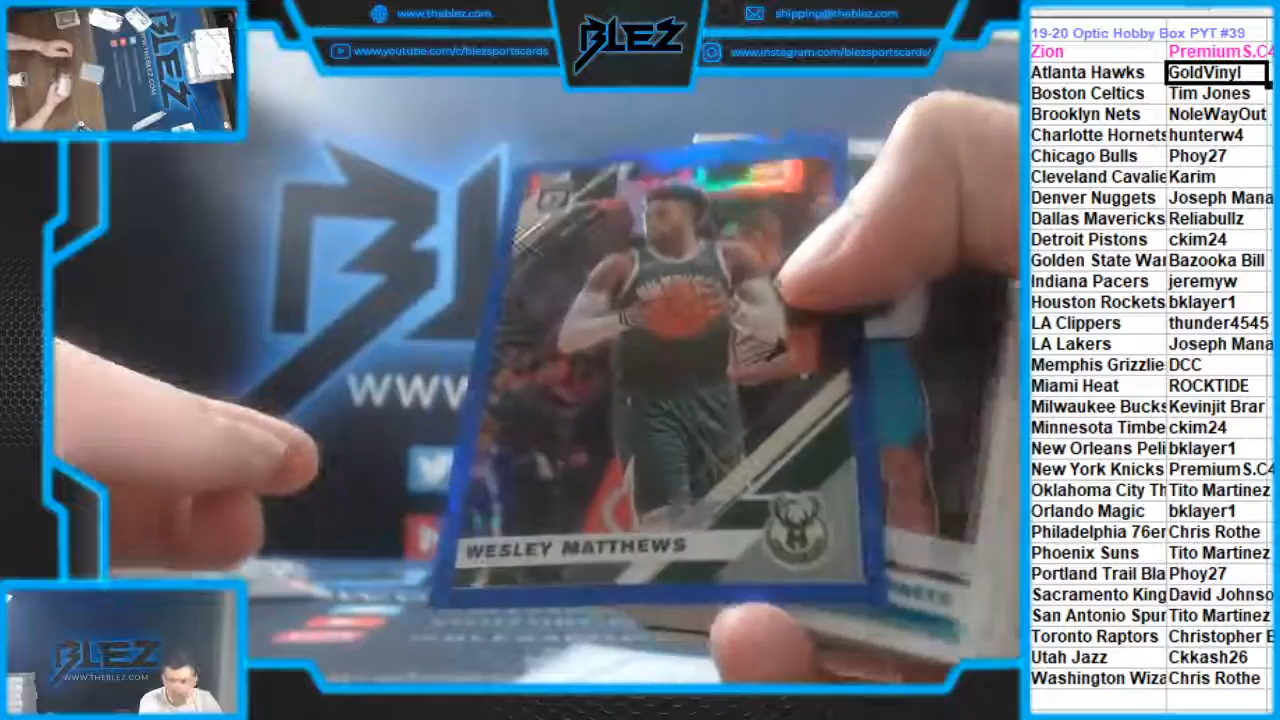 www.theblez.com
shipping@theblez.com
BLEZ
www.youtube.com/c/blezsportscards
www.instagram.com/blezsportscards/
19-20 Optic Hobby Box PYT #39
Zion PremiumS.C4
Atlanta Hawks GoldVinyl
Boston Celtics Tim Jones
Brooklyn Nets NoleWayOut
Charlotte Hornets hunterw4
Chicago Bulls Phoy27
Cleveland Cavalie Karim
Denver Nuggets Joseph Mana
Dallas Mavericks Reliabullz
Detroit Pistons ckim24
Golden State War Bazooka Bill
Indiana Pacers jeremyw
Houston Rockets bklayer1
LA Clippers thunder4545
LA Lakers Joseph Mana
Memphis Grizzlie DCC
Miami Heat ROCKTIDE
Milwaukee Bucks Kevinjit Brar
Minnesota Timbe ckim24
New Orleans Peli bklayer1
New York Knicks PremiumS.C4
Oklahoma City Th Tito Martinez
Orlando Magic bklayer1
Philadelphia 76er Chris Rothe
Phoenix Suns Tito Martinez
Portland Trail Bla Phoy27
Sacramento King David Johnso
San Antonio Spur Tito Martinez
Toronto Raptors Christopher E
Utah Jazz Ckkash26
Washington Wiza Chris Rothe
BLEZ
WWW
MILWAUKEE
WESLEY MATTHEWS
BLEZ
WWW.THEBLEZ.COM